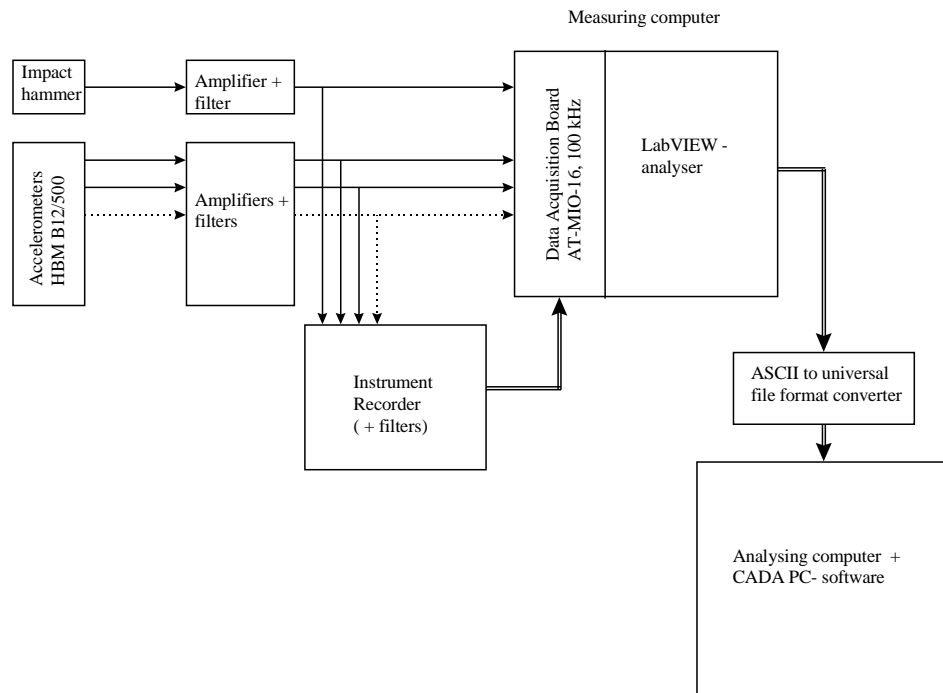 Measuring computer
Impact
hammer
Amplifier +
filter
Accelerometers
HBM B12/500
Amplifiers +
filters
Data Acquisition Board
AT-MIO-16, 100 kHz
LabVIEW -
analyser
Instrument
Recorder
( + filters)
ASCII to universal
file format converter
Analysing computer +
CADA PC- software